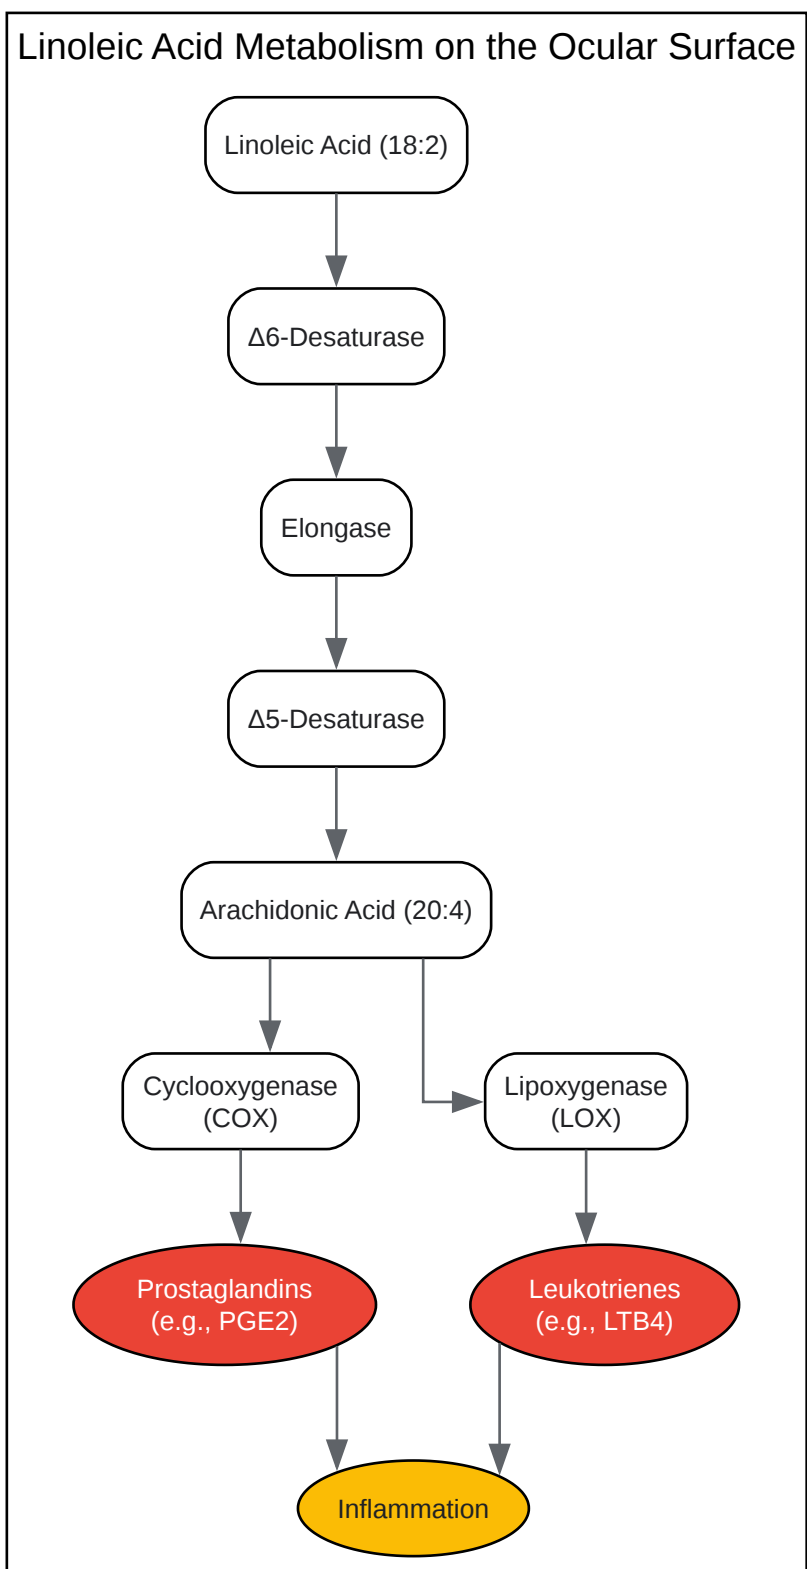 Linoleic Acid Metabolism on the Ocular Surface
Linoleic Acid (18:2)
Δ6-Desaturase
Elongase
Δ5-Desaturase
Arachidonic Acid (20:4)
Cyclooxygenase
(COX)
Lipoxygenase
(LOX)
Prostaglandins
(e.g., PGE2)
Leukotrienes
(e.g., LTB4)
Inflammation